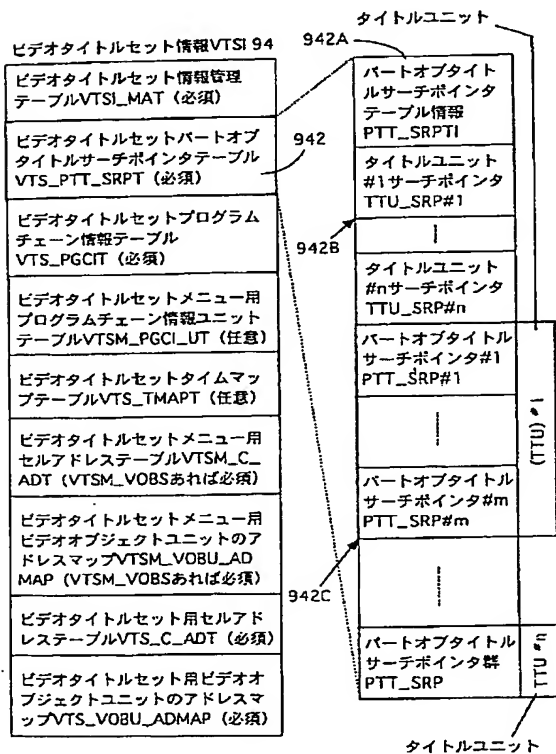 ビデオタイトルセット情報VTSI 94
ビデオタイトルセット情報管理
テーブルVTSI_MAT（必須）
ビデオタイトルセットパートオブ
タイトルサーチポインタテーブル
VTS_PTT_SRPT（必須）
ビデオタイトルセットプログラム
チェーン情報テーブル
VTS_PGCIT（必須）
ビデオタイトルセットメニュー用
プログラムチェーン情報ユニット
テーブルVTSM_PGCI_UT（任意）
ビデオタイトルセットタイムマッ
プテーブルVTS_TMAPT（任意）
ビデオタイトルセットメニュー用
セルアドレステーブルVTSM_C_
ADT（VTSM_VOBSあれば必須）
ビデオタイトルセットメニュー用
ビデオオブジェクトユニットのア
ドレスマップVTSM_VOBU_AD
MAP（VTSM_VOBSあれば必須）
ビデオタイトルセット用セルアド
レステーブルVTS_C_ADT（必須）
ビデオタイトルセット用ビデオオ
ブジェクトユニットのアドレスマ
ップVTS_VOBU_ADMAP（必須）
942
タイトルユニット
942A
パートオブタイト
ルサーチポインタ
テーブル情報
PTT_SRPTI
タイトルユニット
#1サーチポインタ
TTU_SRP#1
942B
タイトルユニット
#nサーチポインタ
TTU_SRP#n
パートオブタイトル
サーチポインタ#1
PTT_SRP#1
(TTU) #1
パートオブタイトル
サーチポインタ#m
PTT_SRP#m
942C
パートオブタイトル
サーチポインタ群
PTT_SRP
TTU #n
タイトルユニット